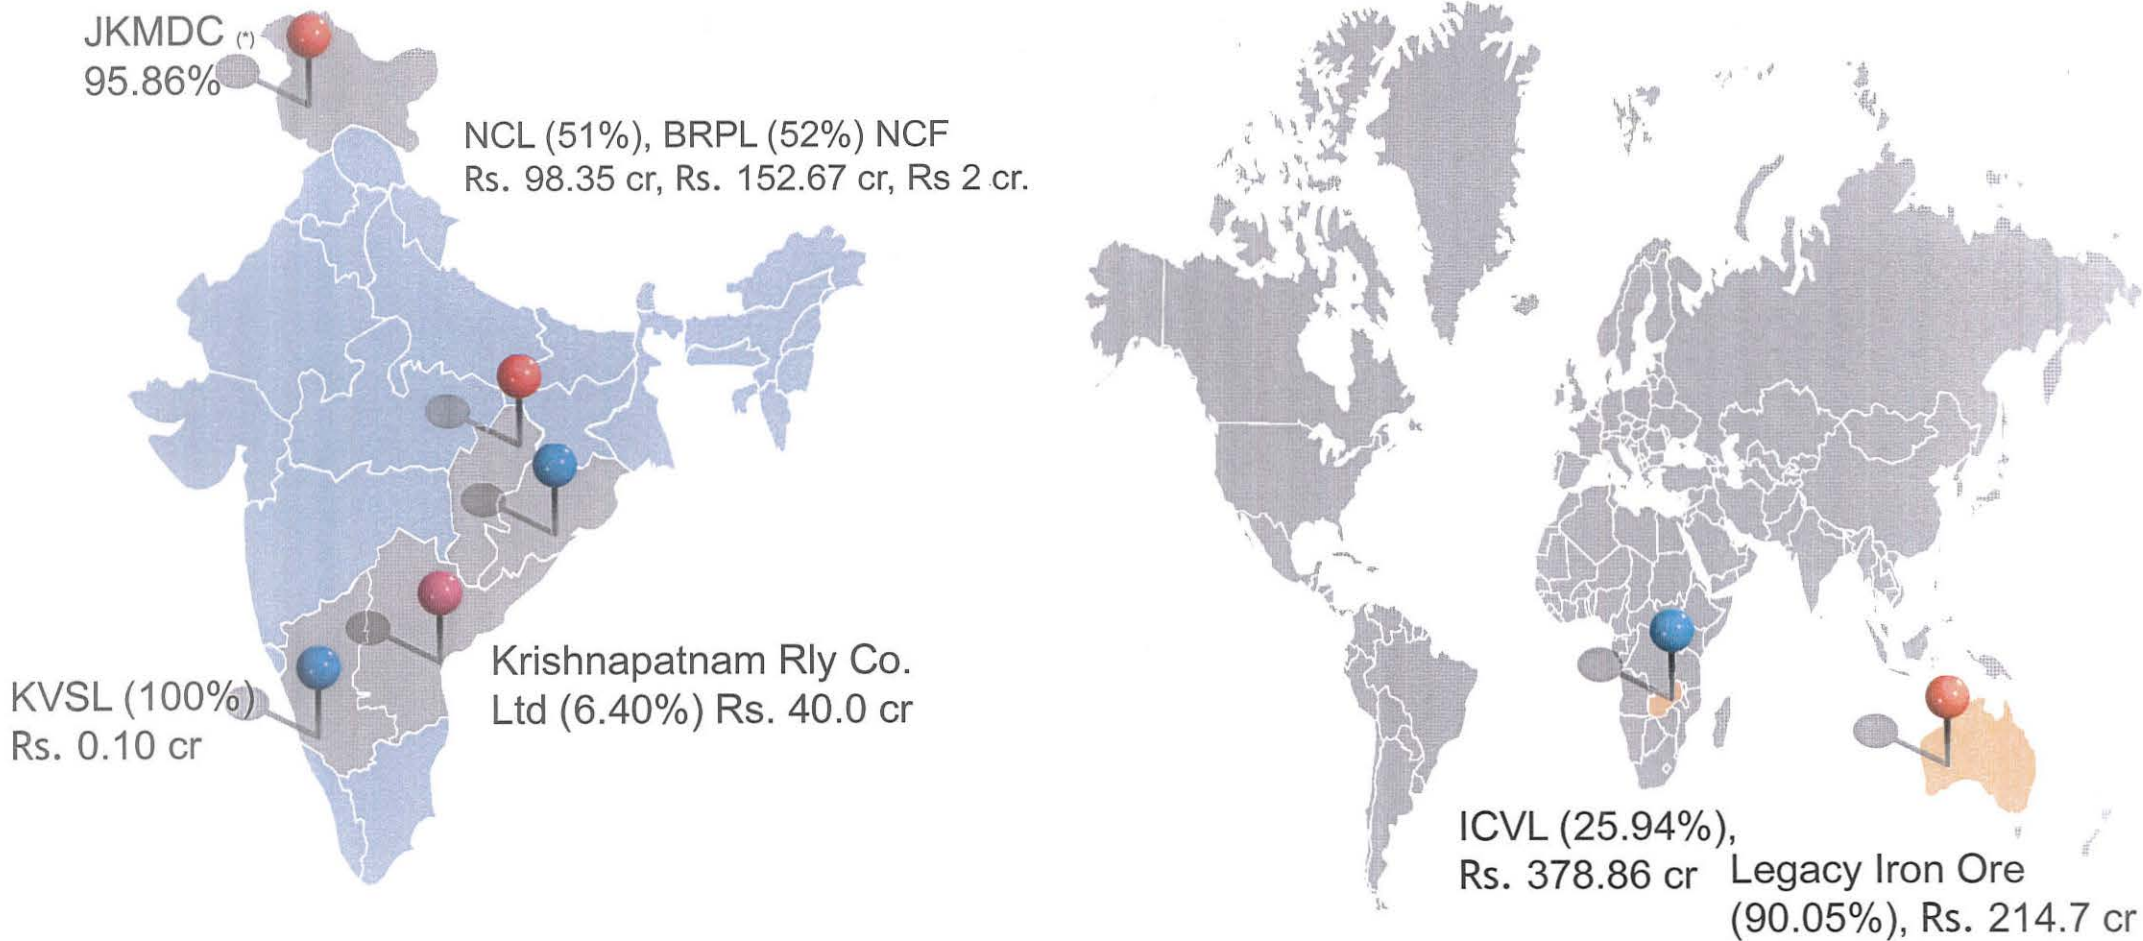 JKMDC (*)
95.86%
NCL (51%), BRPL (52%) NCF
Rs. 98.35 cr, Rs. 152.67 cr, Rs 2 cr.
Krishnapatnam Rly Co.
Ltd (6.40%) Rs. 40.0 cr
KVSL (100%)
Rs. 0.10 cr
ICVL (25.94%),
Rs. 378.86 cr
Legacy Iron Ore
(90.05%), Rs. 214.7 cr